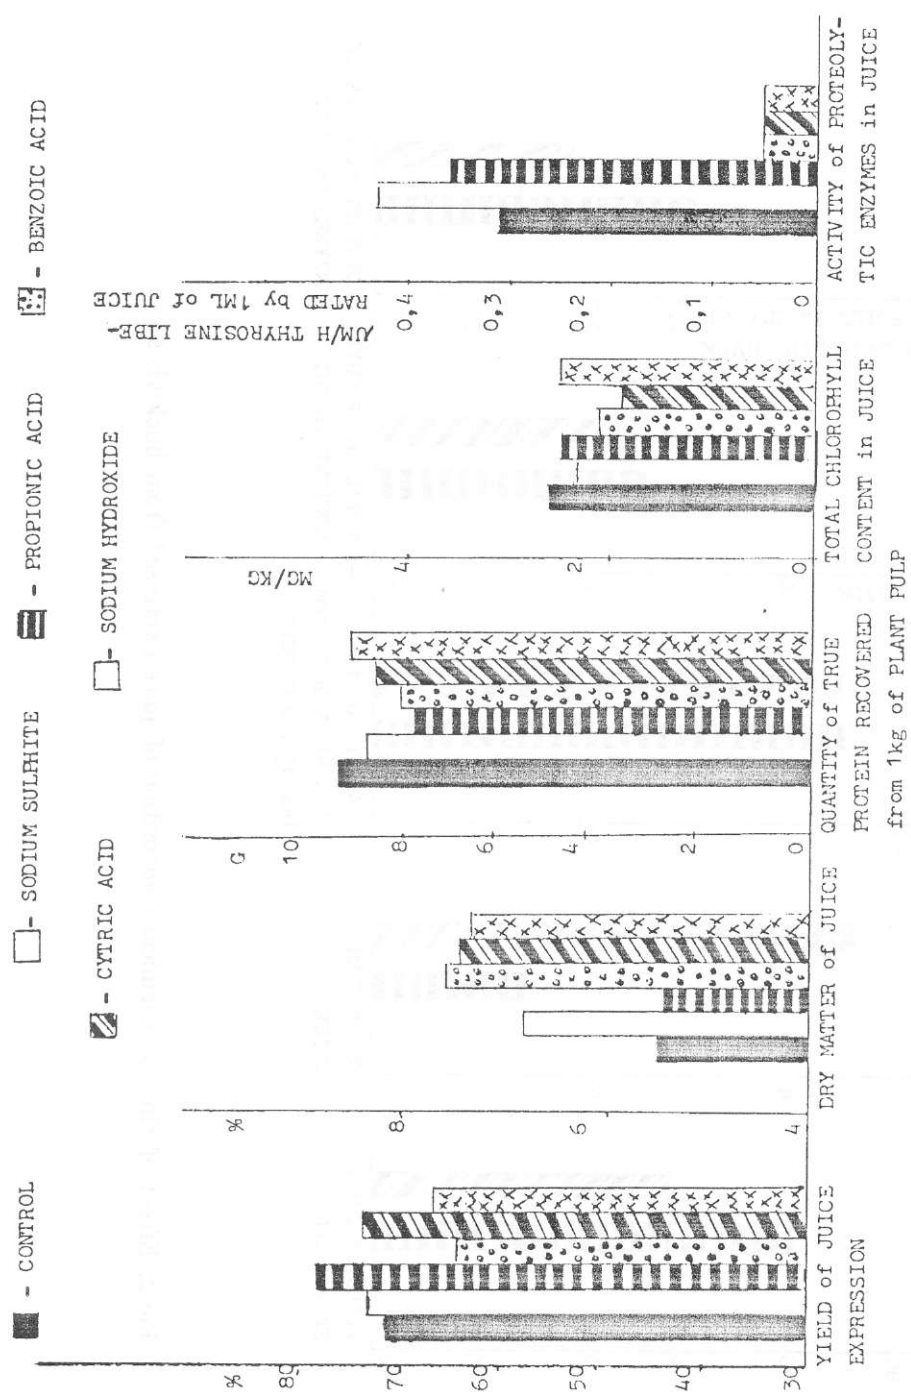 - CONTROL
- SODIUM SULPHITE
- PROPIONIC ACID
- BENZOIC ACID
- CYTRIC ACID
- SODIUM HYDROXIDE
%
80
70
60
50
40
30
YIELD of JUICE
EXPRESSION
%
8
6
4
DRY MATTER of JUICE
G
10
8
6
4
2
0
QUANTITY of TRUE
PROTEIN RECOVERED
from 1kg of PLANT PULP
MG/KG
4
2
0
TOTAL CHLOROPHYLL
CONTENT in JUICE
µM/H THYROSINE LIBE-
RATED by 1ML of JUICE
0,4
0,3
0,2
0,1
0
ACTIVITY of PROTEOLY-
TIC ENZYMES in JUICE